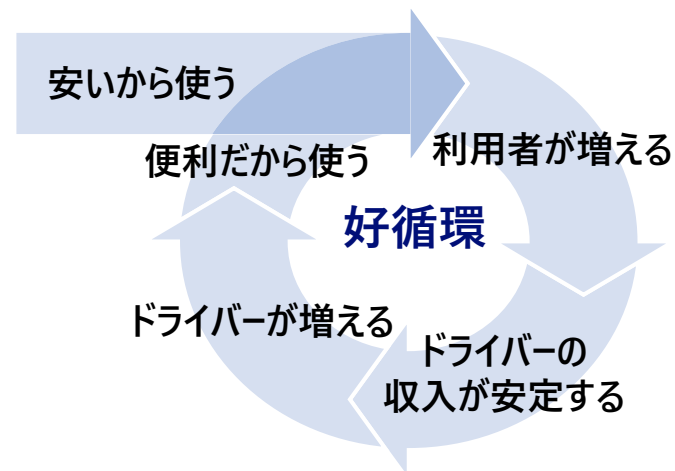 安いから使う
便利だから使う
利用者が増える
好循環
ドライバーが増える
ドライバーの
収入が安定する